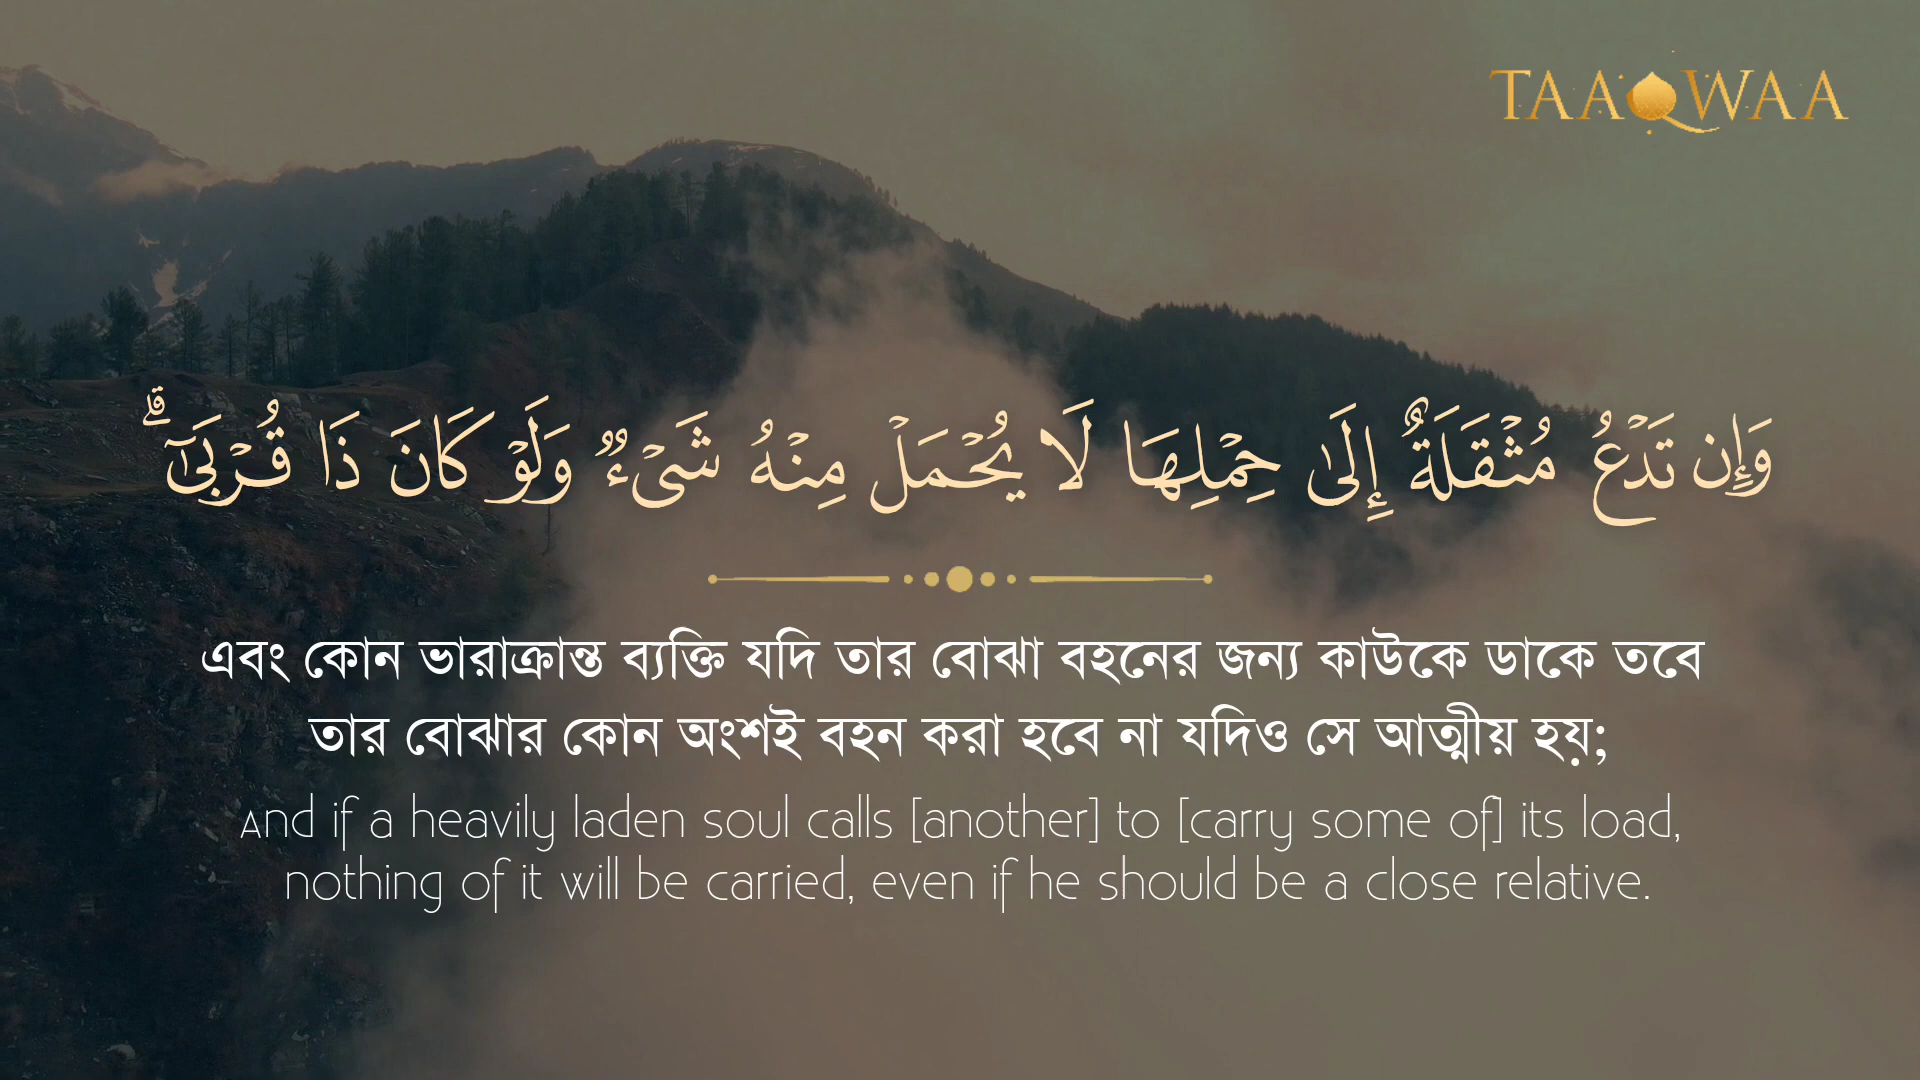 TAAQWAA
وَإِن تَدْعُ مُثْقَلَةٌ إِلَىٰ حِمْلِهَا لَا يُحْمَلْ مِنْهُ شَىْءٌ وَلَوْ كَانَ ذَا قُرْبَىٰٓ ۗ
এবং কোন ভারাক্রান্ত ব্যক্তি যদি তার বোঝা বহনের জন্য কাউকে ডাকে তবে
তার বোঝার কোন অংশই বহন করা হবে না যদিও সে আত্মীয় হয়;
And if a heavily laden soul calls [another] to [carry some of] its load,
nothing of it will be carried, even if he should be a close relative.